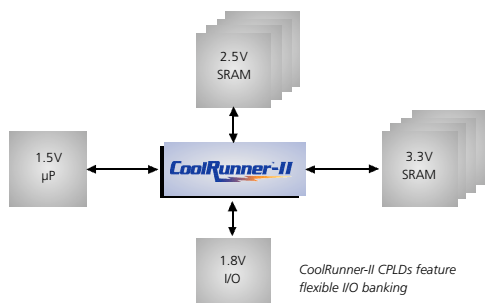 2.5V
SRAM
1.5V
µP
CoolRunner-II
3.3V
SRAM
1.8V
I/O
CoolRunner-II CPLDs feature
flexible I/O banking